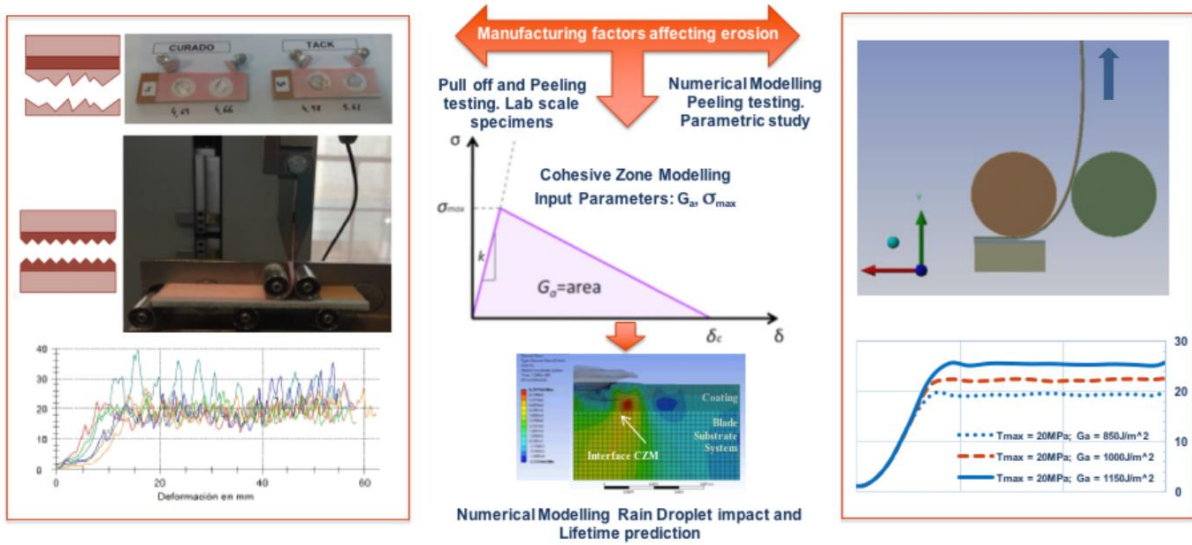 Manufacturing factors affecting erosion
CURADO
TACK
Pull off and Peeling
testing. Lab scale
specimens
Numerical Modelling
Peeling testing.
Parametric study
σ
σmax
k
Gₐ=area
δc
δ
Cohesive Zone Modelling
Input Parameters: Gₐ, σmax
Y
40
30
20
10
0
0
20
40
60
Deformación en mm
Coating
Blade
Substrate
System
Interface CZM
Numerical Modelling Rain Droplet impact and
Lifetime prediction
30
20
10
0
Tmax = 20MPa; Ga = 850J/m^2
Tmax = 20MPa; Ga = 1000J/m^2
Tmax = 20MPa; Ga = 1150J/m^2